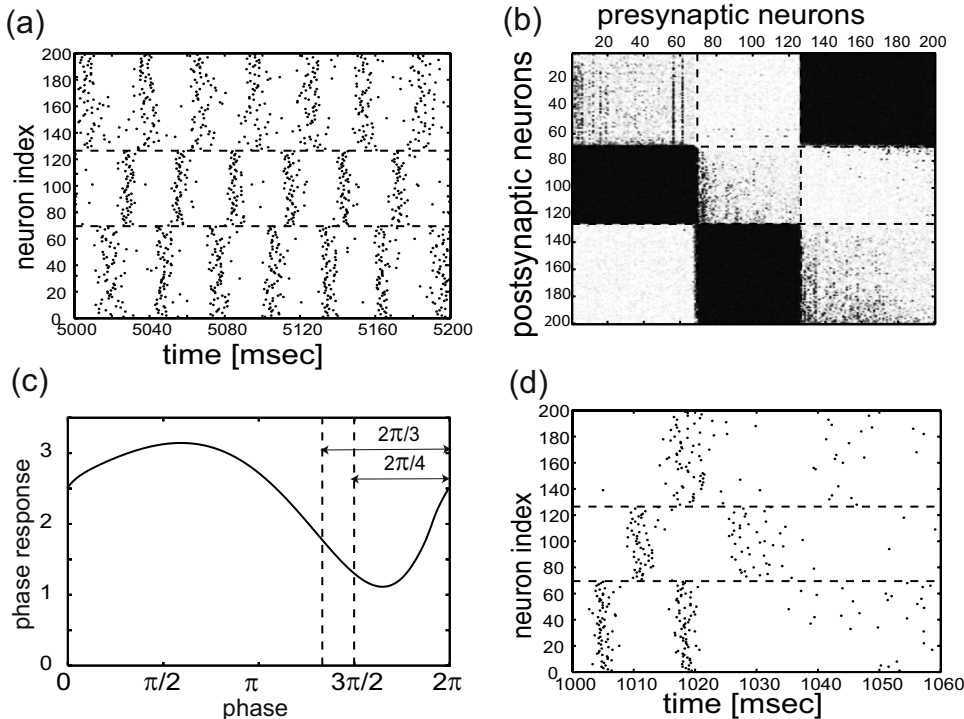 (a)
200
180
160
140
120
100
80
60
40
20
0
5000 5040 5080 5120 5160 5200
neuron index
time [msec]
(b)
presynaptic neurons
20 40 60 80 100 120 140 160 200
20
40
60
80
100
120
140
160
180
200
postsynaptic neurons
(c)
3
2
1
0
2π/3
2π/4
0 π/2 π 3π/2 2π
phase response
phase
(d)
200
180
160
140
120
100
80
60
40
20
0
1000 1010 1020 1030 1040 1050 1060
neuron index
time [msec]